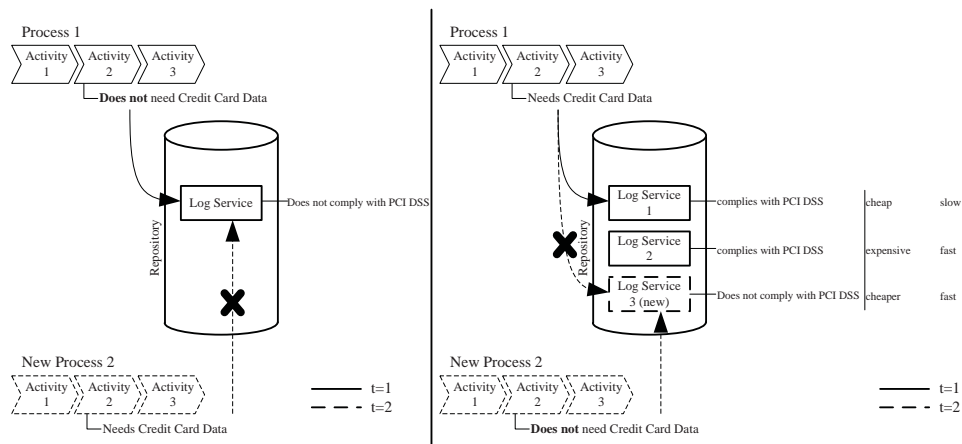 Process 1
Activity 1
Activity 2
Activity 3
Does not need Credit Card Data
Repository
Log Service
Does not comply with PCI DSS
New Process 2
Activity 1
Activity 2
Activity 3
Needs Credit Card Data
t=1
t=2
Process 1
Activity 1
Activity 2
Activity 3
Needs Credit Card Data
Repository
Log Service 1
complies with PCI DSS
cheap
slow
Log Service 2
complies with PCI DSS
expensive
fast
Log Service 3 (new)
Does not comply with PCI DSS
cheaper
fast
New Process 2
Activity 1
Activity 2
Activity 3
Does not need Credit Card Data
t=1
t=2